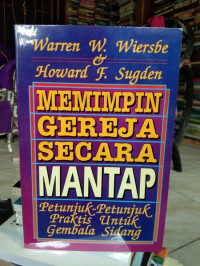 Warren W. Wiersbe
&
Howard F. Sugden
MEMIMPIN
GEREJA
SECARA
MANTAP
Petunjuk-Petunjuk
Praktis Untuk
Gembala Sidang